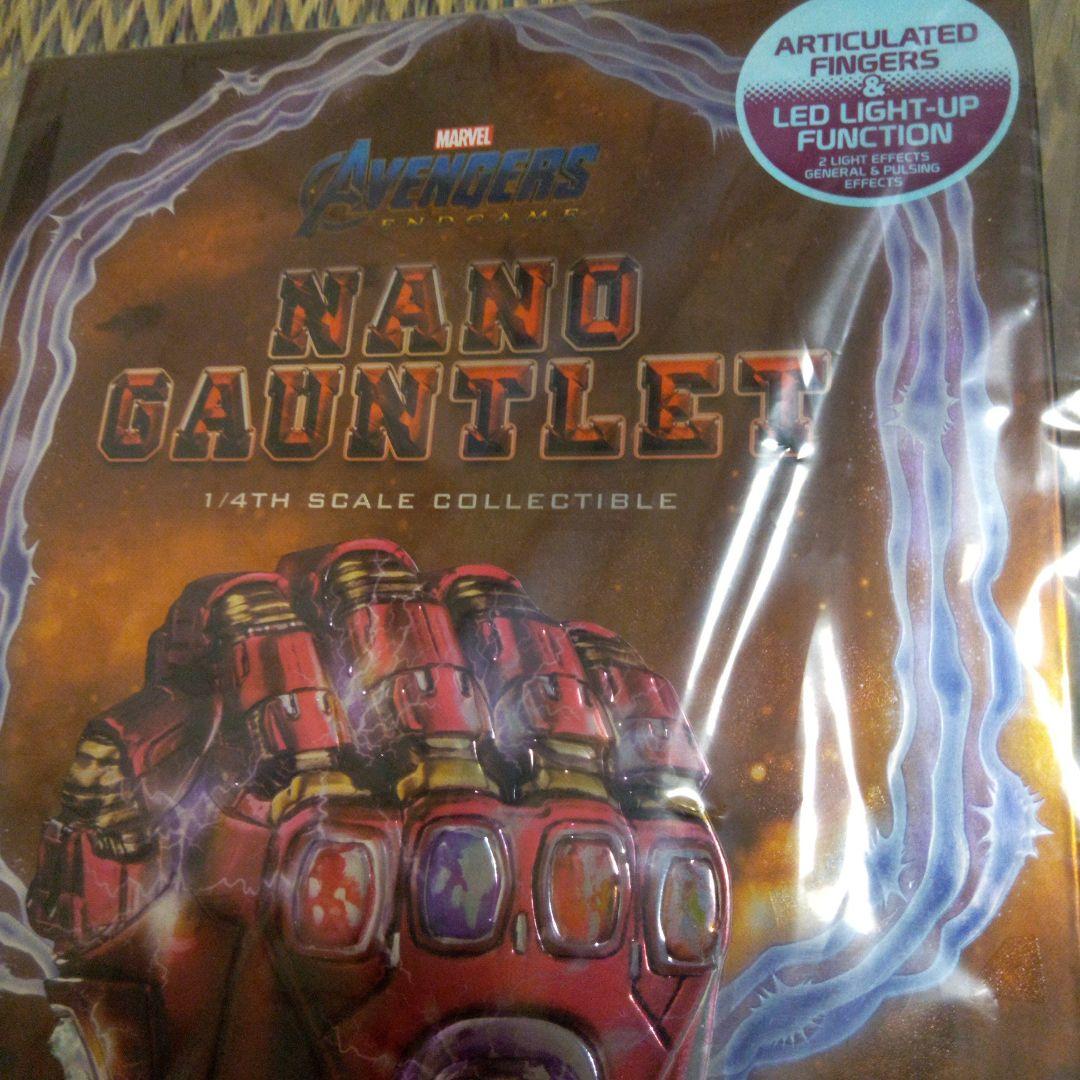 ARTICULATED
FINGERS
&
LED LIGHT-UP
FUNCTION
2 LIGHT EFFECTS
GENERAL & PULSING
EFFECTS
MARVEL
AVENGERS
ENDGAME
NANO
GAUNTLET
1/4TH SCALE COLLECTIBLE